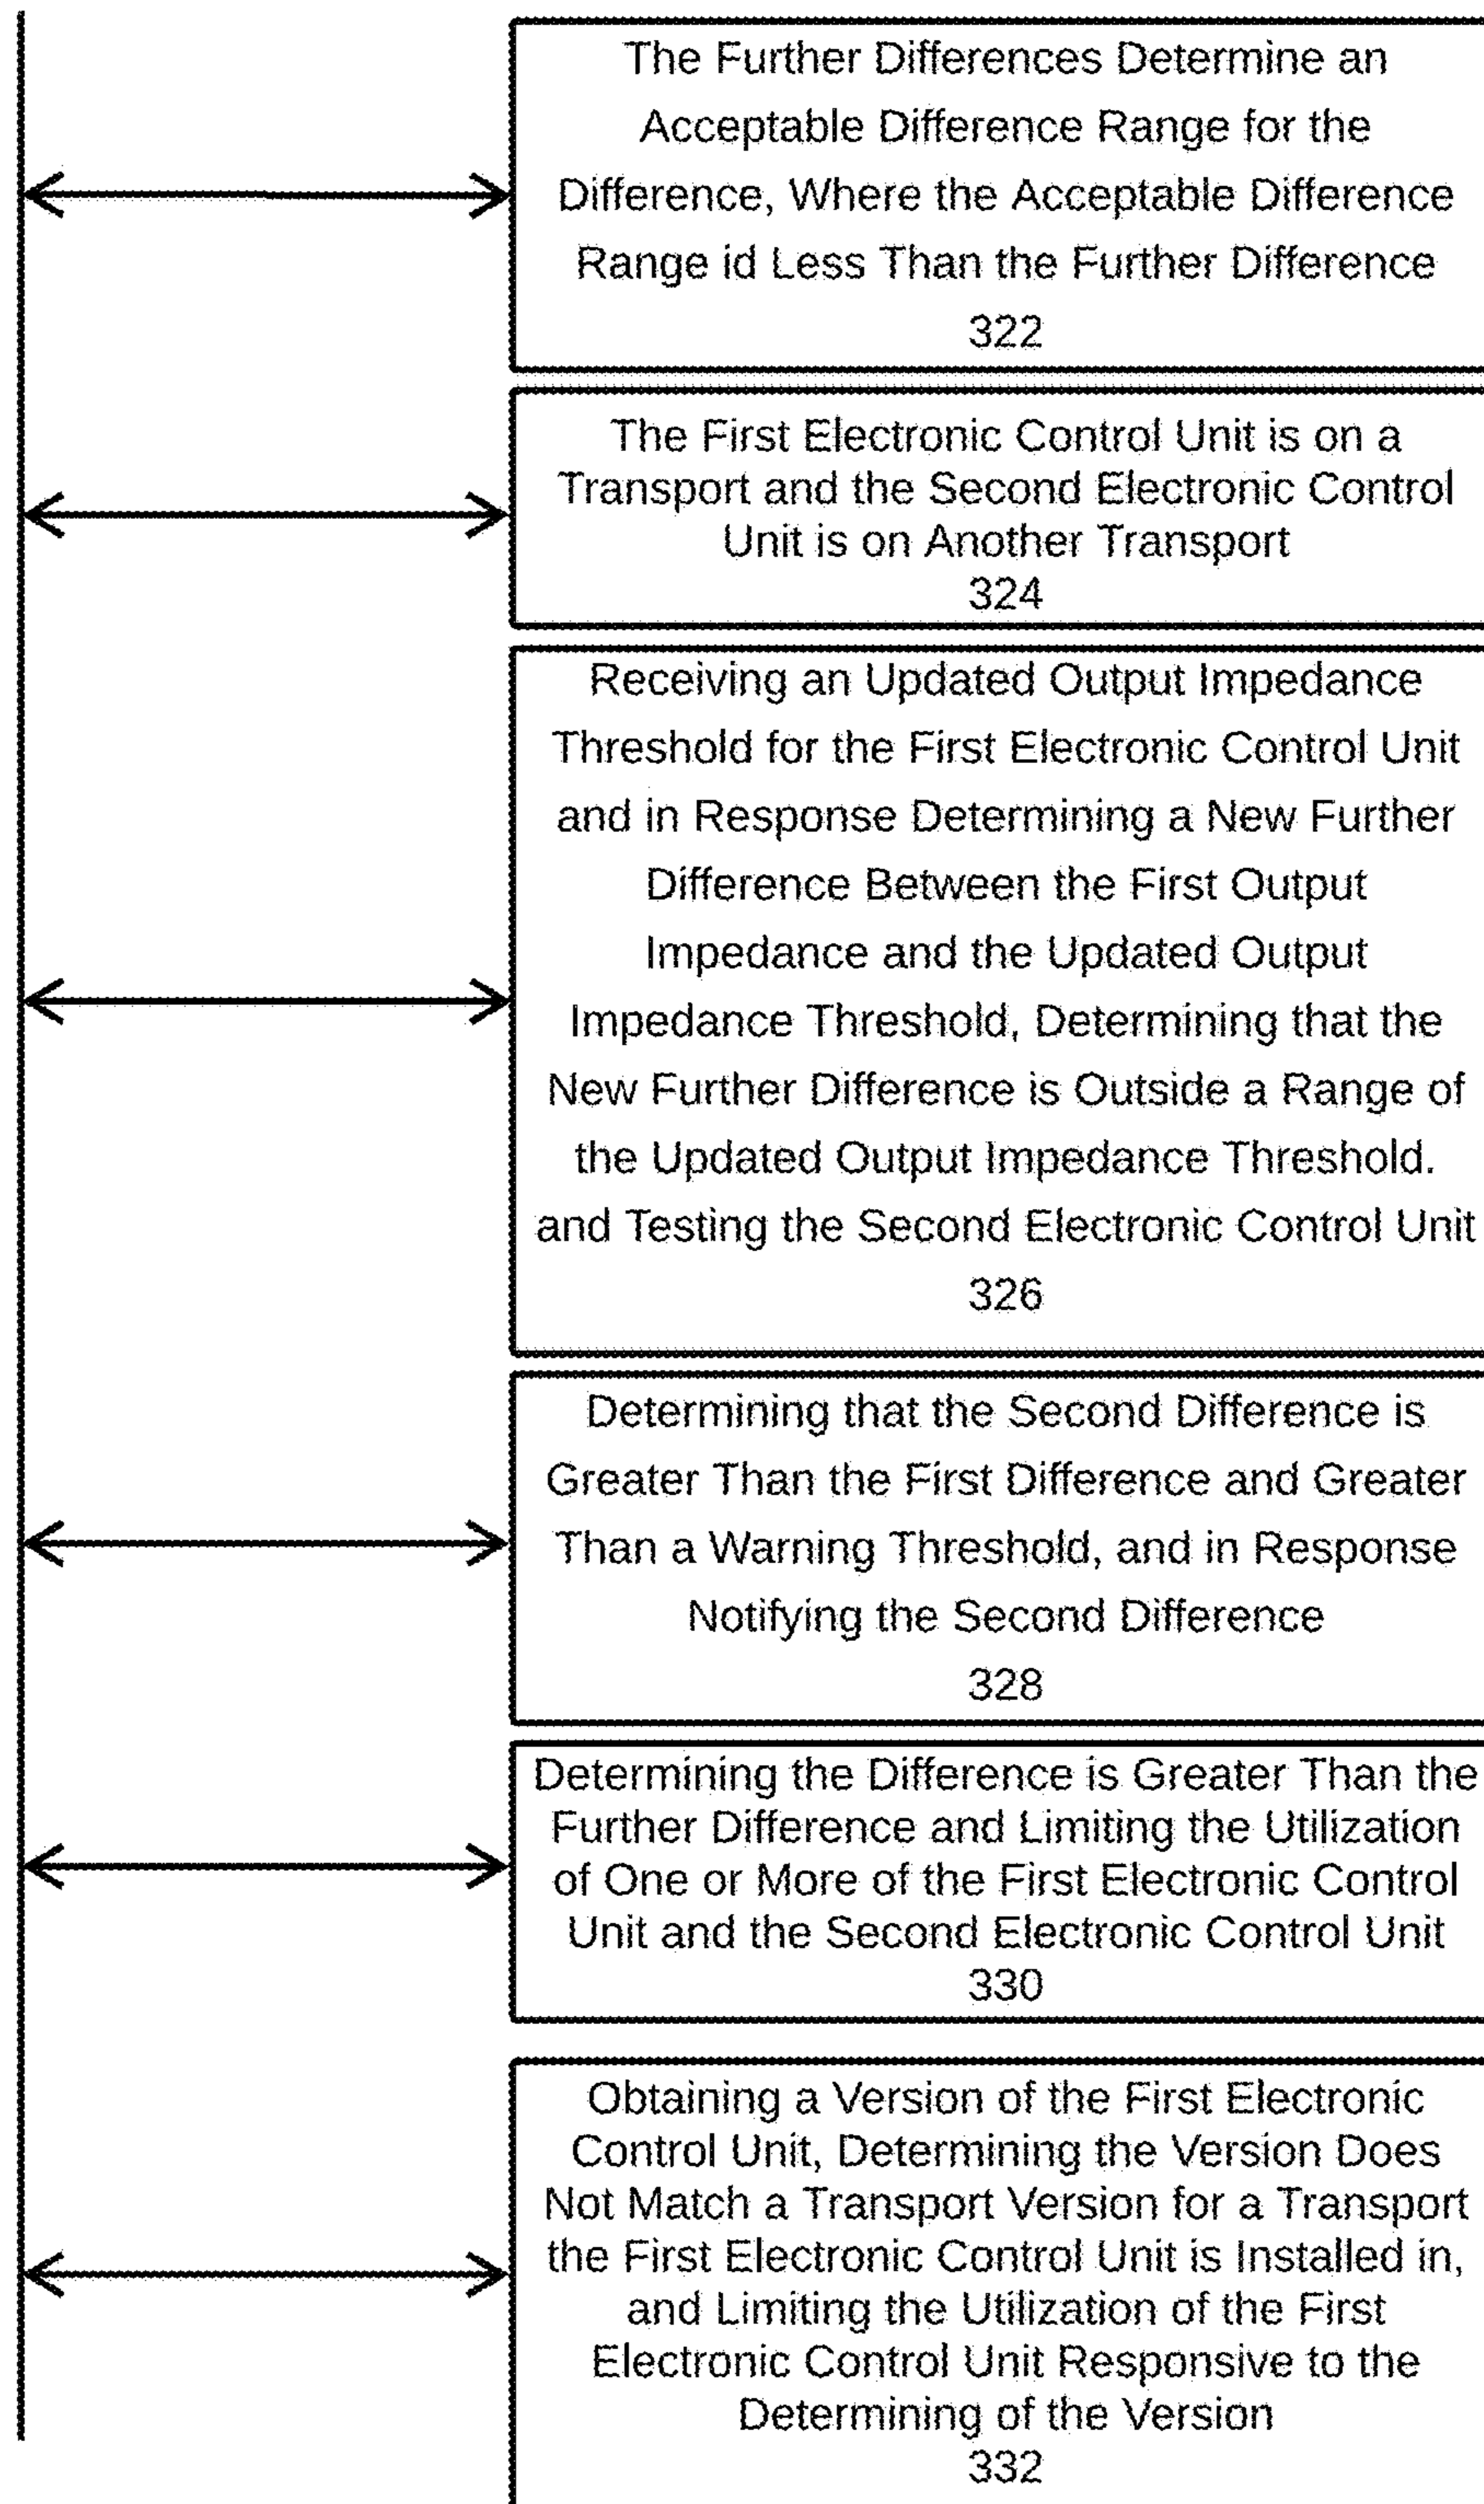 The Further Differences Determine an
Acceptable Difference Range for the
Difference, Where the Acceptable Difference
Range id Less Than the Further Difference
322
The First Electronic Control Unit is on a
Transport and the Second Electronic Control
Unit is on Another Transport
324
Receiving an Updated Output Impedance
Threshold for the First Electronic Control Unit
and in Response Determining a New Further
Difference Between the First Output
Impedance and the Updated Output
Impedance Threshold, Determining that the
New Further Difference is Outside a Range of
the Updated Output Impedance Threshold.
and Testing the Second Electronic Control Unit
326
Determining that the Second Difference is
Greater Than the First Difference and Greater
Than a Warning Threshold, and in Response
Notifying the Second Difference
328
Determining the Difference is Greater Than the
Further Difference and Limiting the Utilization
of One or More of the First Electronic Control
Unit and the Second Electronic Control Unit
330
Obtaining a Version of the First Electronic
Control Unit, Determining the Version Does
Not Match a Transport Version for a Transport
the First Electronic Control Unit is Installed in,
and Limiting the Utilization of the First
Electronic Control Unit Responsive to the
Determining of the Version
332